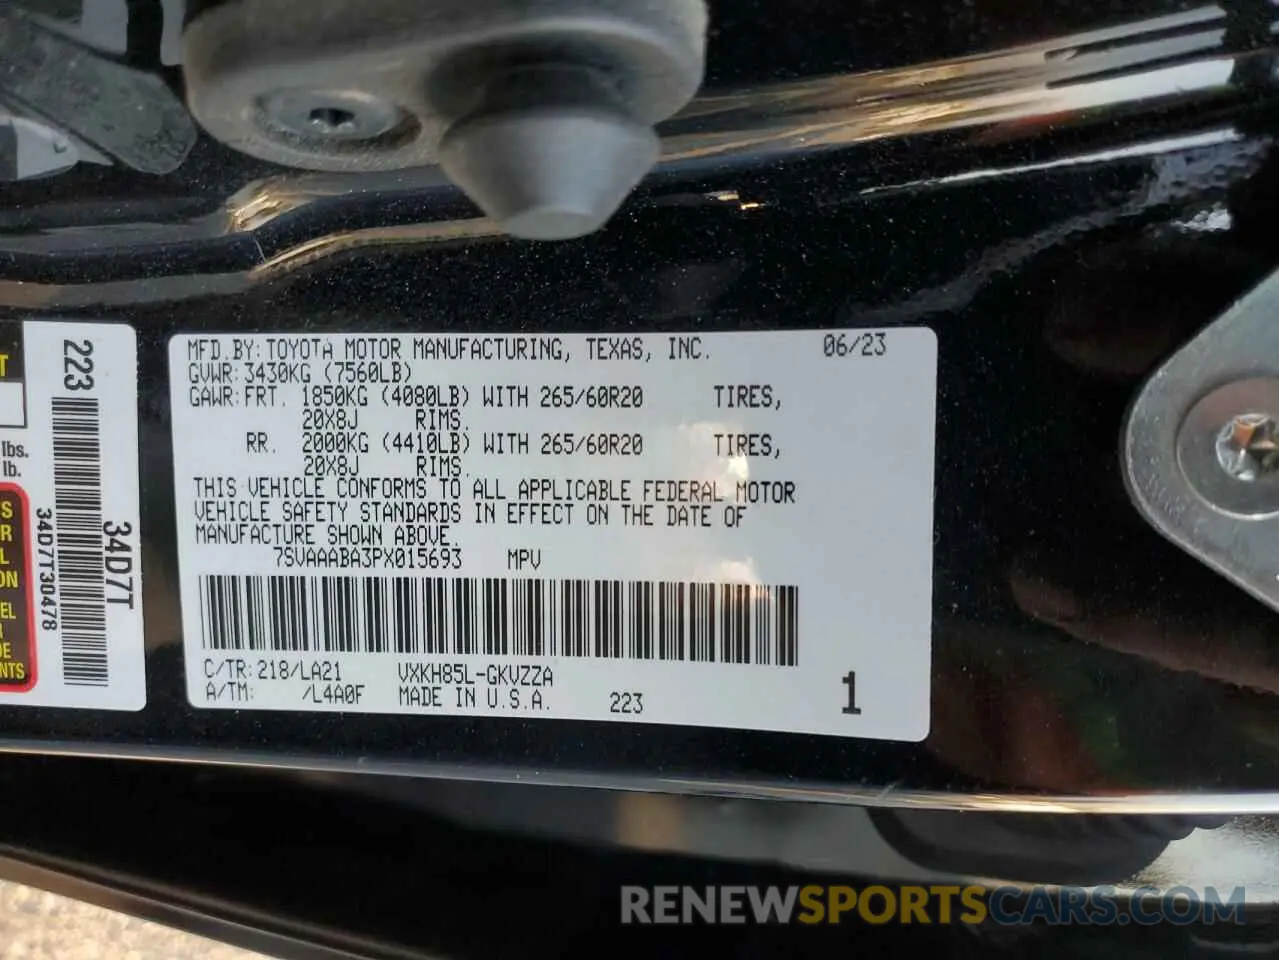 MFD.BY:TOYOTA MOTOR MANUFACTURING, TEXAS, INC. 06/23
GVWR: 3430KG (7560LB)
GAWR:FRT. 1850KG (4080LB) WITH 265/60R20 TIRES,
20X8J RIMS.
RR. 2000KG (4410LB) WITH 265/60R20 TIRES,
20X8J RIMS.
THIS VEHICLE CONFORMS TO ALL APPLICABLE FEDERAL MOTOR
VEHICLE SAFETY STANDARDS IN EFFECT ON THE DATE OF
MANUFACTURE SHOWN ABOVE.
7SVAAABA3PX015693 MPV
C/TR:218/LA21 VXKH85L-GKVZZA
A/TM: /L4A0F MADE IN U.S.A. 223
1
223
34D7T
34D7T30478
lbs.
lb.
RENEWSPORTSCARS.COM